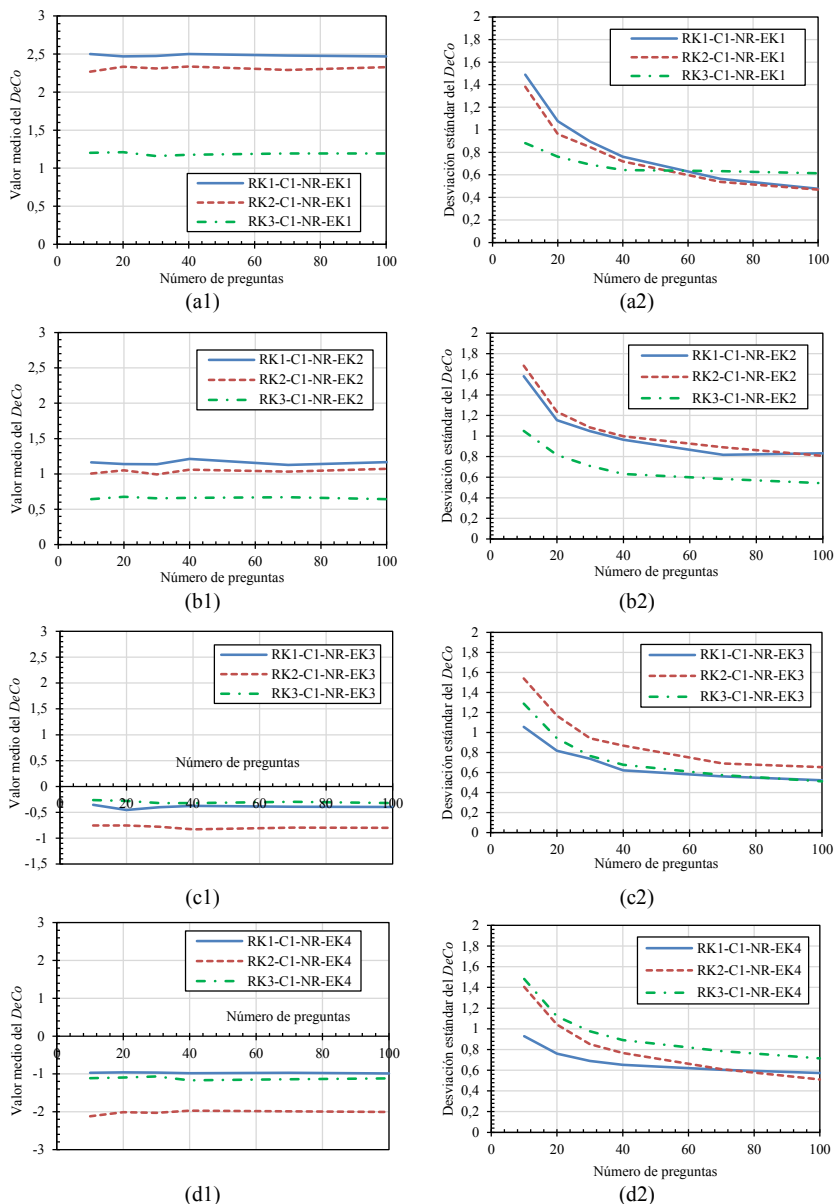 Valor medio del DeCo
3
2,5
2
1,5
1
0,5
0
0 20 40 60 80 100
Número de preguntas
RK1-C1-NR-EK1
RK2-C1-NR-EK1
RK3-C1-NR-EK1
(a1)
Desviación estándar del DeCo
2
1,8
1,6
1,4
1,2
1
0,8
0,6
0,4
0,2
0
0 20 40 60 80 100
Número de preguntas
RK1-C1-NR-EK1
RK2-C1-NR-EK1
RK3-C1-NR-EK1
(a2)
Valor medio del DeCo
3
2,5
2
1,5
1
0,5
0
0 20 40 60 80 100
Número de preguntas
RK1-C1-NR-EK2
RK2-C1-NR-EK2
RK3-C1-NR-EK2
(b1)
Desviación estándar del DeCo
2
1,8
1,6
1,4
1,2
1
0,8
0,6
0,4
0,2
0
0 20 40 60 80 100
Número de preguntas
RK1-C1-NR-EK2
RK2-C1-NR-EK2
RK3-C1-NR-EK2
(b2)
Valor medio del DeCo
3
2,5
2
1,5
1
0,5
0
-0,5
-1
-1,5
RK1-C1-NR-EK3
RK2-C1-NR-EK3
RK3-C1-NR-EK3
Número de preguntas
0 20 40 60 80 100
(c1)
Desviación estándar del DeCo
2
1,8
1,6
1,4
1,2
1
0,8
0,6
0,4
0,2
0
0 20 40 60 80 100
Número de preguntas
RK1-C1-NR-EK3
RK2-C1-NR-EK3
RK3-C1-NR-EK3
(c2)
Valor medio del DeCo
3
2
1
0
-1
-2
-3
RK1-C1-NR-EK4
RK2-C1-NR-EK4
RK3-C1-NR-EK4
Número de preguntas
0 20 40 60 80 100
(d1)
Desviación estándar del DeCo
2
1,8
1,6
1,4
1,2
1
0,8
0,6
0,4
0,2
0
0 20 40 60 80 100
Número de preguntas
RK1-C1-NR-EK4
RK2-C1-NR-EK4
RK3-C1-NR-EK4
(d2)